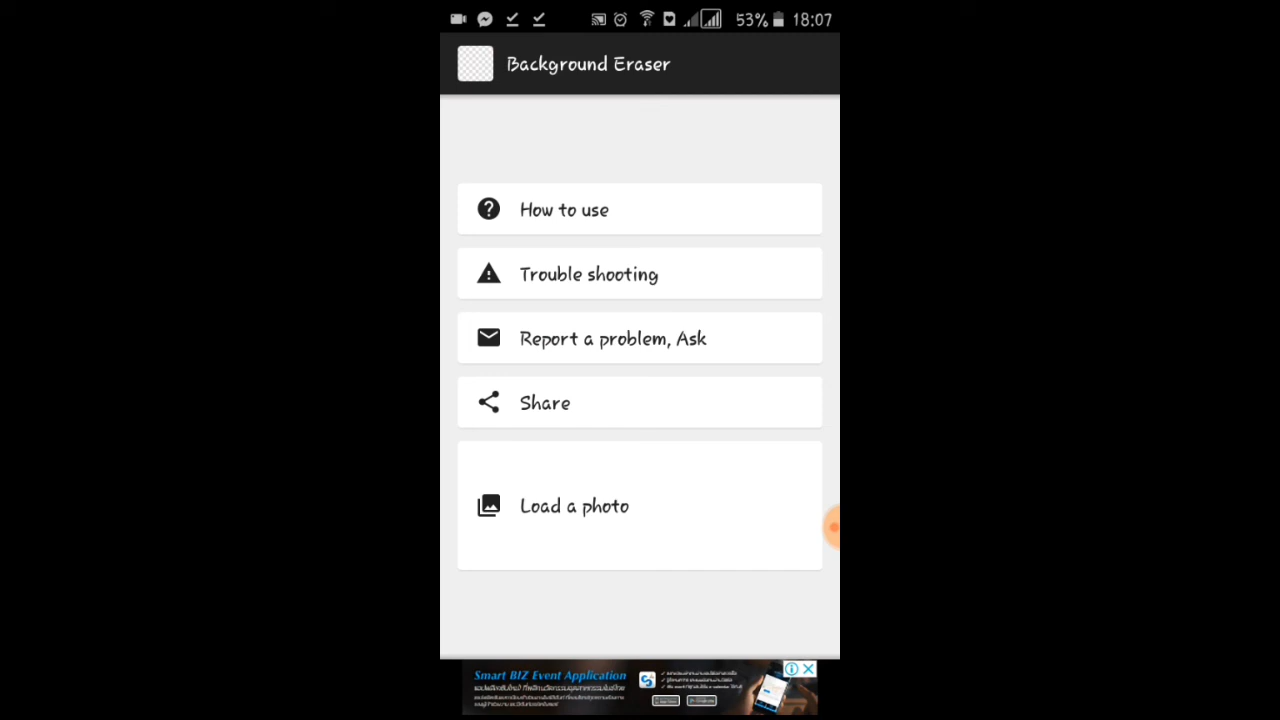 53% 18:07
Background Eraser
How to use
Trouble shooting
Report a problem, Ask
Share
Load a photo
Smart BIZ Event Application